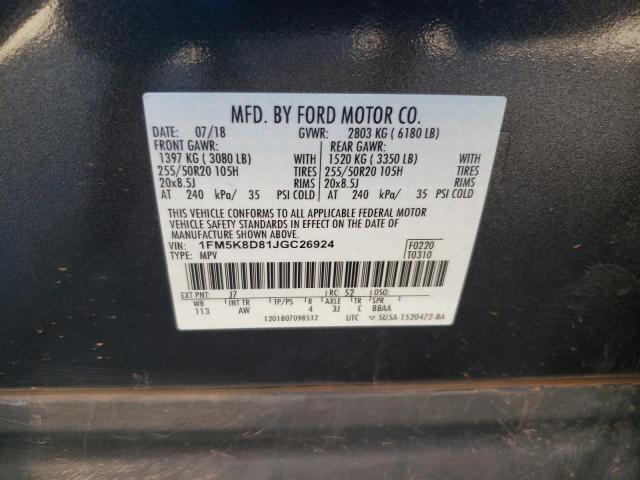 MFD. BY FORD MOTOR CO.
DATE: 07/18 GVWR: 2803 KG ( 6180 LB)
FRONT GAWR: REAR GAWR:
1397 KG ( 3080 LB) WITH 1520 KG ( 3350 LB) WITH
255/50R20 105H TIRES 255/50R20 105H TIRES
20x8.5J RIMS 20x8.5J RIMS
AT 240 kPa/ 35 PSI COLD AT 240 kPa/ 35 PSI COLD
THIS VEHICLE CONFORMS TO ALL APPLICABLE FEDERAL MOTOR
VEHICLE SAFETY STANDARDS IN EFFECT ON THE DATE OF
MANUFACTURE SHOWN ABOVE.
VIN: 1FM5K8D81JGC26924 F0220
TYPE: MPV T0310
EXT PNT: J7 RC: 52 DSO:
WB INT TR TP/PS R AXLE TR SPR
113 AW 4 3J C BBAA
1201807098512 UTC 5U5A-1520472-BA